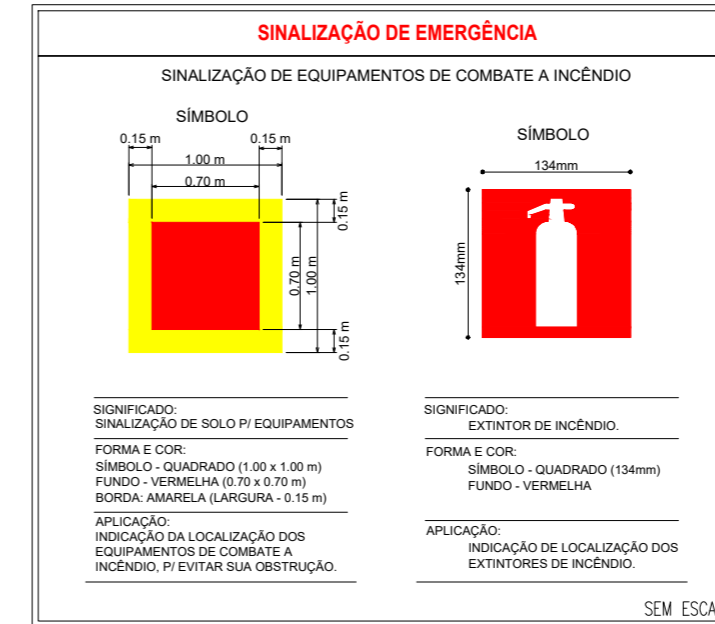 SINALIZAÇÃO DE EMERGÊNCIA
SINALIZAÇÃO DE EQUIPAMENTOS DE COMBATE A INCÊNDIO
SÍMBOLO
0.15 m
0.15 m
1.00 m
0.70 m
0.15 m
0.70 m
1.00 m
0.15 m
SIGNIFICADO:
SINALIZAÇÃO DE SOLO P/ EQUIPAMENTOS
FORMA E COR:
SÍMBOLO - QUADRADO (1.00 x 1.00 m)
FUNDO - VERMELHA (0.70 x 0.70 m)
BORDA: AMARELA (LARGURA - 0.15 m)
APLICAÇÃO:
INDICAÇÃO DA LOCALIZAÇÃO DOS
EQUIPAMENTOS DE COMBATE A
INCÊNDIO, P/ EVITAR SUA OBSTRUÇÃO.
SÍMBOLO
134mm
134mm
SIGNIFICADO:
EXTINTOR DE INCÊNDIO.
FORMA E COR:
SÍMBOLO - QUADRADO (134mm)
FUNDO - VERMELHA
APLICAÇÃO:
INDICAÇÃO DE LOCALIZAÇÃO DOS
EXTINTORES DE INCÊNDIO.
SEM ESCA